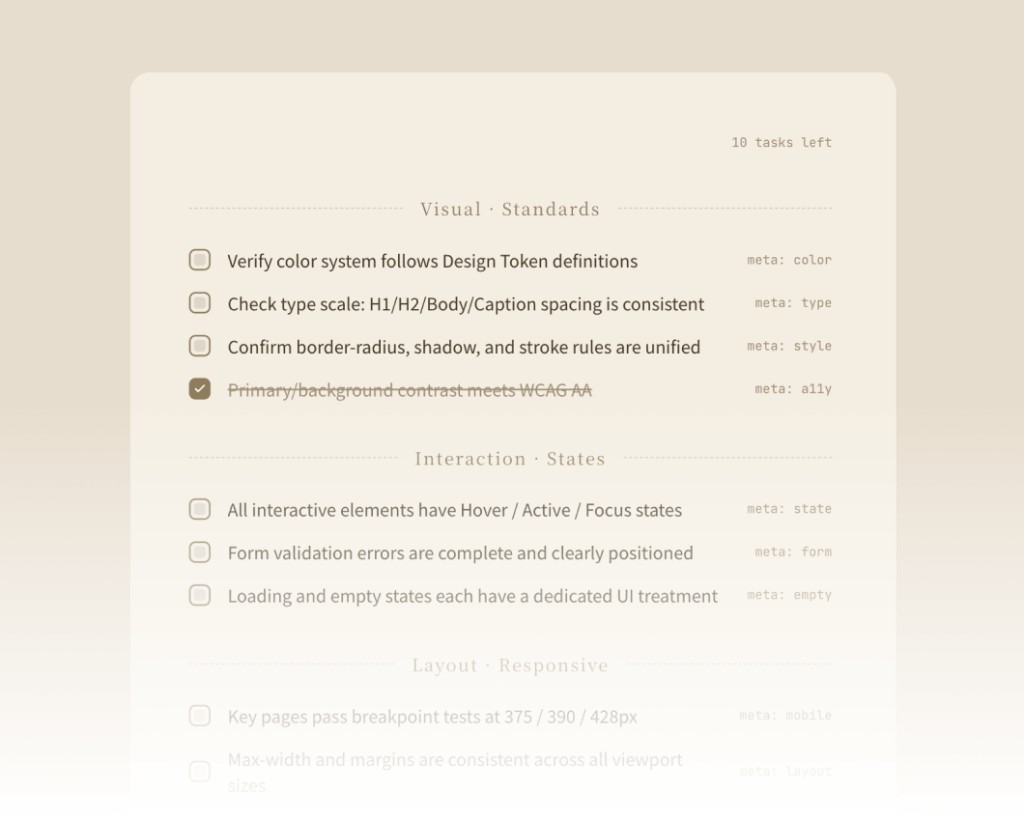 10 tasks left
Visual · Standards
Verify color system follows Design Token definitions meta: color
Check type scale: H1/H2/Body/Caption spacing is consistent meta: type
Confirm border-radius, shadow, and stroke rules are unified meta: style
Primary/background contrast meets WCAG AA meta: a11y
Interaction · States
All interactive elements have Hover / Active / Focus states meta: state
Form validation errors are complete and clearly positioned meta: form
Loading and empty states each have a dedicated UI treatment meta: empty
Layout · Responsive
Key pages pass breakpoint tests at 375 / 390 / 428px meta: mobile
Max-width and margins are consistent across all viewport
sizes meta: layout